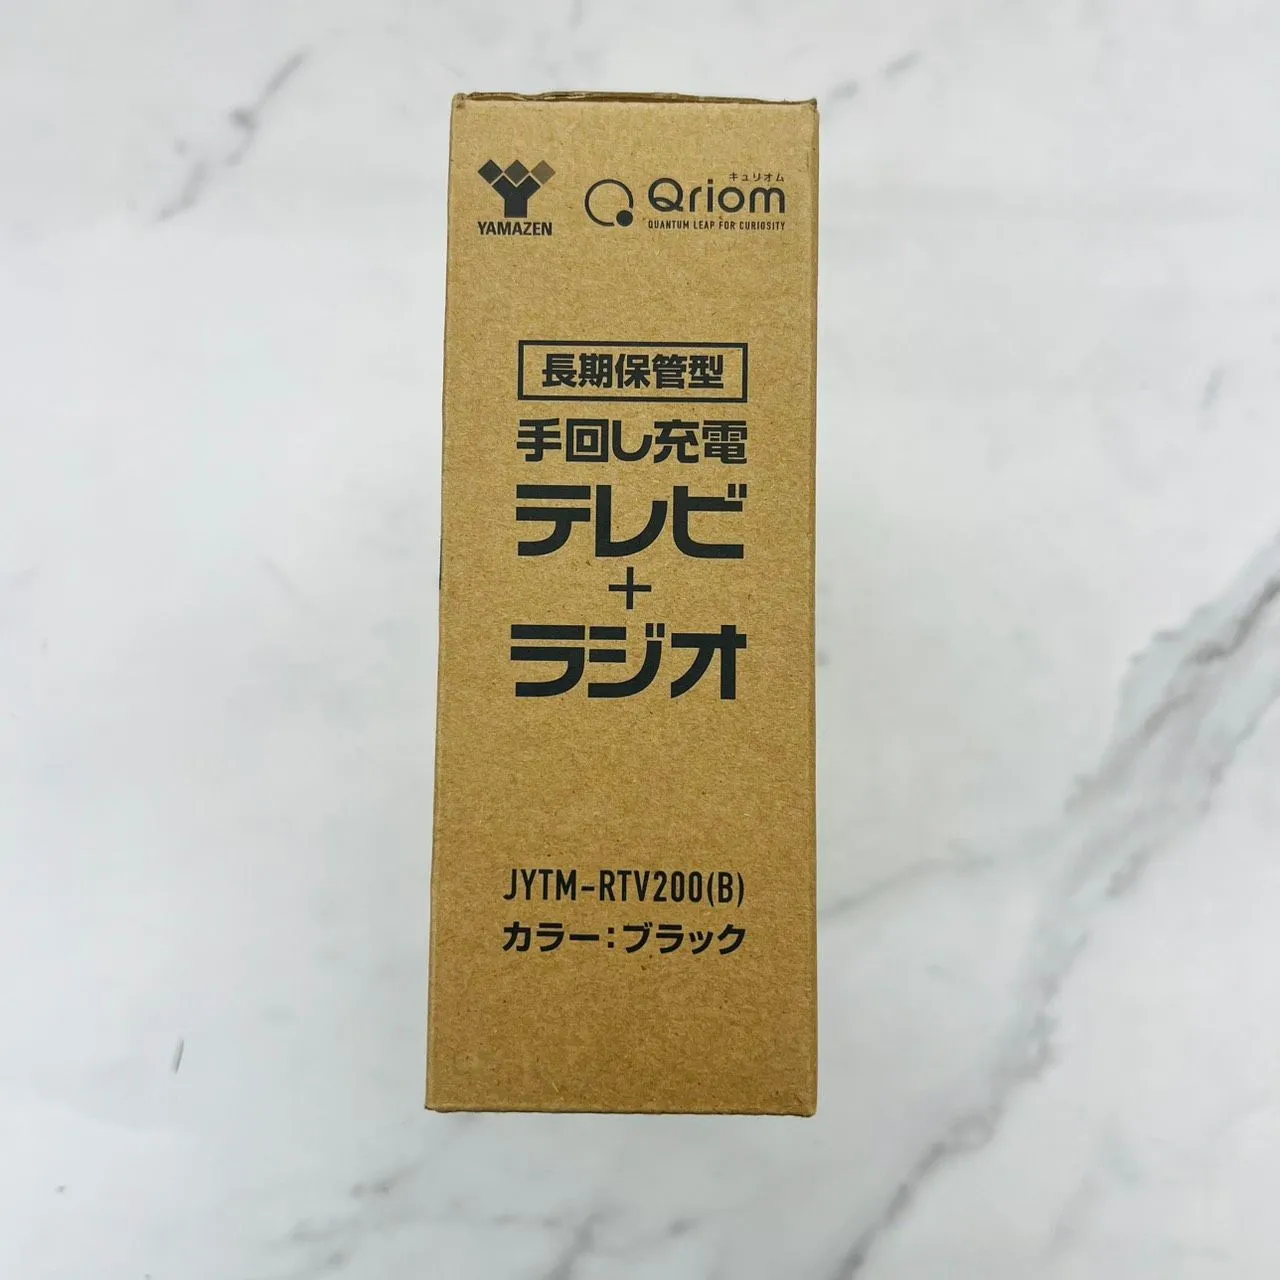 YAMAZEN
キュリオム
Qriom
QUANTUM LEAP FOR CURIOSITY
長期保管型
手回し充電
テレビ
+
ラジオ
JYTM-RTV200(B)
カラー:ブラック